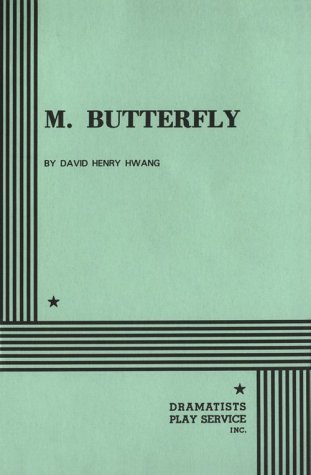 M. BUTTERFLY
BY DAVID HENRY HWANG
DRAMATISTS
PLAY SERVICE
INC.